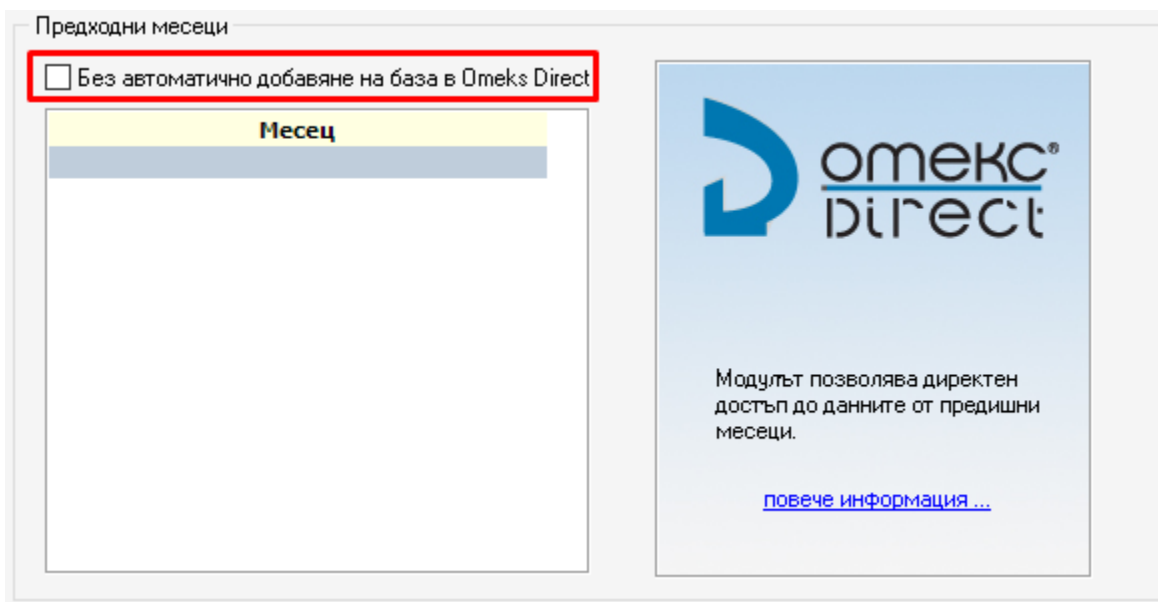 Предходни месеци
Без автоматично добавяне на база в Omeks Direct
Месец
омекс®
Direct
Модулът позволява директен
достъп до данните от предишни
месеци.
повече информация ...